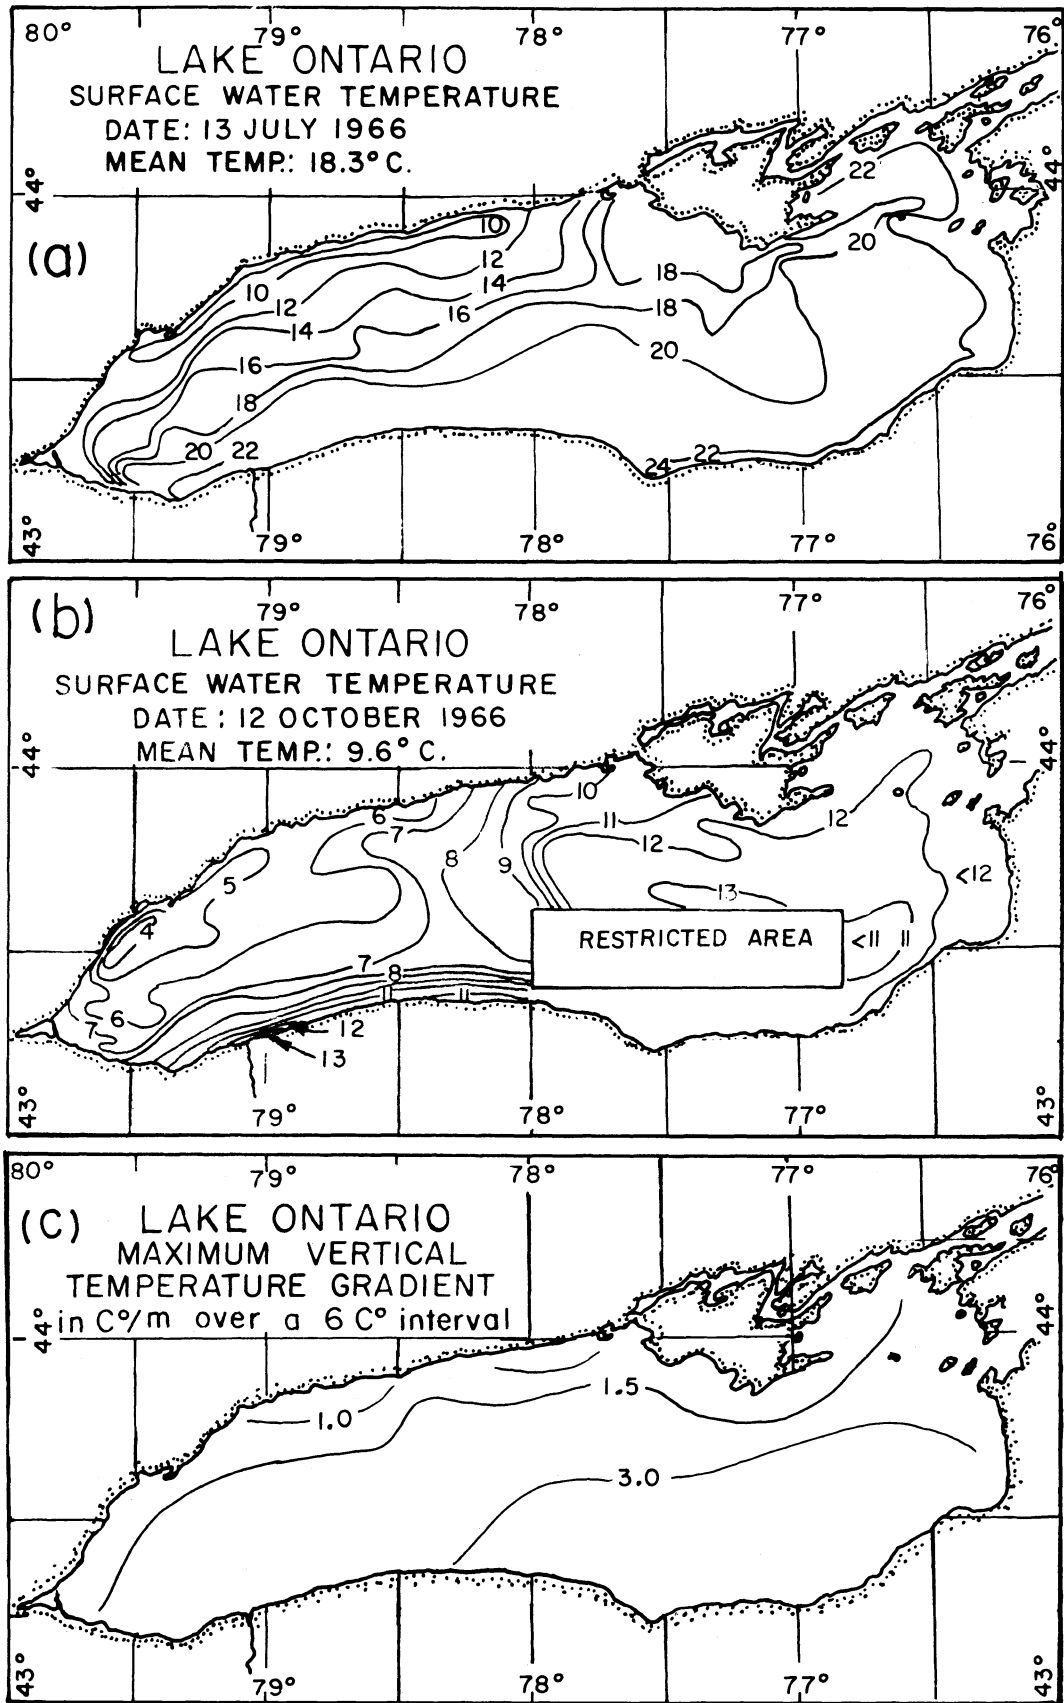 80° 79° 78° 77° 76°
LAKE ONTARIO
SURFACE WATER TEMPERATURE
DATE: 13 JULY 1966
MEAN TEMP.: 18.3°C.
44° 44°
(a)
22
10 20
12 18
10 14
12 16 18
14 20
16
18
20 22 24 22
43° 79° 78° 77° 76°
(b) 79° 78° 77° 76°
LAKE ONTARIO
SURFACE WATER TEMPERATURE
DATE: 12 OCTOBER 1966
MEAN TEMP.: 9.6°C.
44° 44°
6 10
7 11 12
8 12
5 9 13 <12
4 RESTRICTED AREA <11 11
7
8
6 11 11
7 12
13
43° 79° 78° 77° 43°
80° 79° 78° 77° 76°
(c) LAKE ONTARIO
MAXIMUM VERTICAL
TEMPERATURE GRADIENT
in C°/m over a 6 C° interval
44° 44°
1.5
1.0
3.0
43° 79° 78° 77° 43°